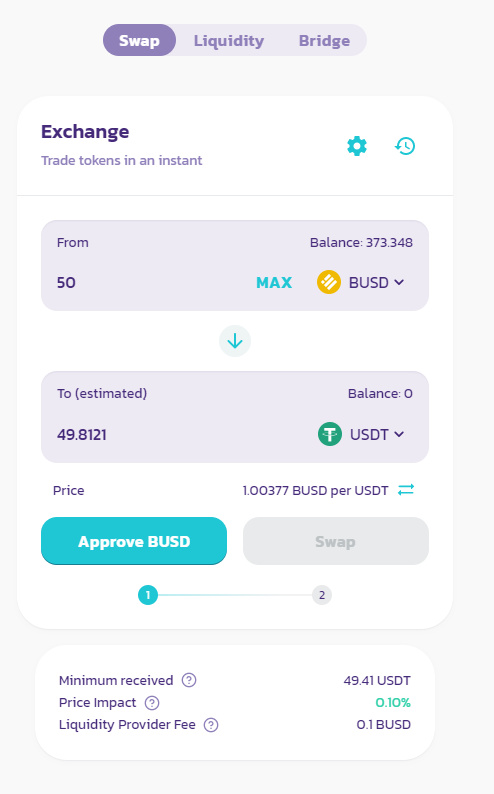 Swap Liquidity Bridge
Exchange
Trade tokens in an instant
From Balance: 373.348
50 MAX BUSD
To (estimated) Balance: 0
49.8121 USDT
Price 1.00377 BUSD per USDT
Approve BUSD Swap
1 2
Minimum received ? 49.41 USDT
Price Impact ? 0.10%
Liquidity Provider Fee ? 0.1 BUSD